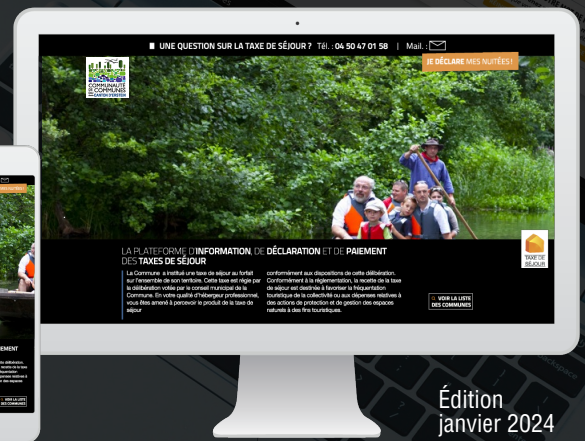 UNE QUESTION SUR LA TAXE DE SÉJOUR ? Tél. : 04 50 47 01 58 | Mail. :
JE DÉCLARE MES NUITÉES !
COMMUNAUTÉ
DE COMMUNES
CANTON D'ERSTEIN
LA PLATEFORME D'INFORMATION, DE DÉCLARATION ET DE PAIEMENT
DES TAXES DE SÉJOUR
La Commune a institué une taxe de séjour au forfait
sur l'ensemble de son territoire. Cette taxe est régie par
la délibération votée par le conseil municipal de la
Commune. En votre qualité d'hébergeur professionnel,
vous êtes amené à percevoir le produit de la taxe de
séjour
conformément aux dispositions de cette délibération.
Conformément à la réglementation, la recette de la taxe
de séjour est destinée à favoriser la fréquentation
touristique de la collectivité ou aux dépenses relatives à
des actions de protection et de gestion des espaces
naturels à des fins touristiques.
TAXE DE
SÉJOUR
VOIR LA LISTE
DES COMMUNES
Édition
janvier 2024